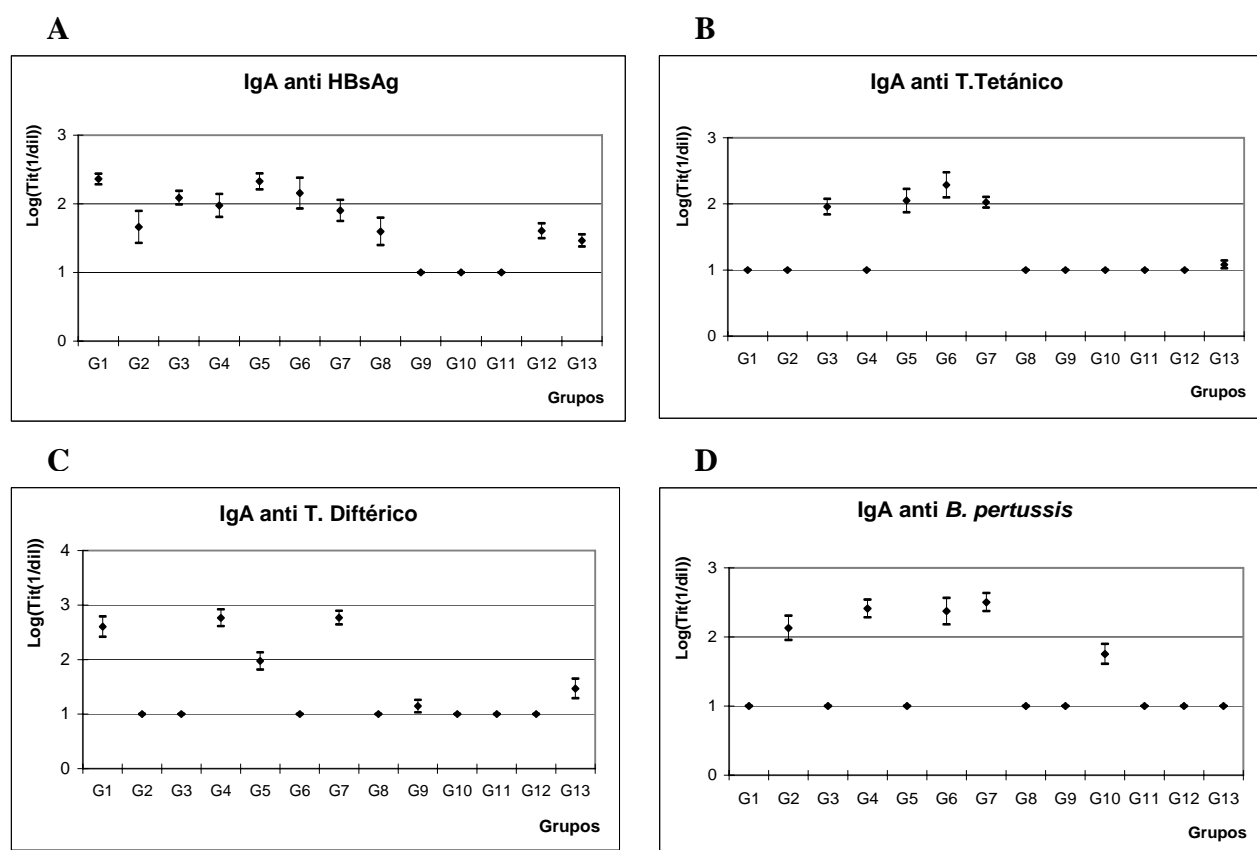 A
IgA anti HBsAg
Log(Tit(1/dil))
3
2
1
0
G1 G2 G3 G4 G5 G6 G7 G8 G9 G10 G11 G12 G13
Grupos
B
IgA anti T.Tetánico
Log(Tit(1/dil))
3
2
1
0
G1 G2 G3 G4 G5 G6 G7 G8 G9 G10 G11 G12 G13
Grupos
C
IgA anti T. Diftérico
Log(Tit(1/dil))
4
3
2
1
0
G1 G2 G3 G4 G5 G6 G7 G8 G9 G10 G11 G12 G13
Grupos
D
IgA anti B. pertussis
Log(Tit(1/dil))
3
2
1
0
G1 G2 G3 G4 G5 G6 G7 G8 G9 G10 G11 G12 G13
Grupos